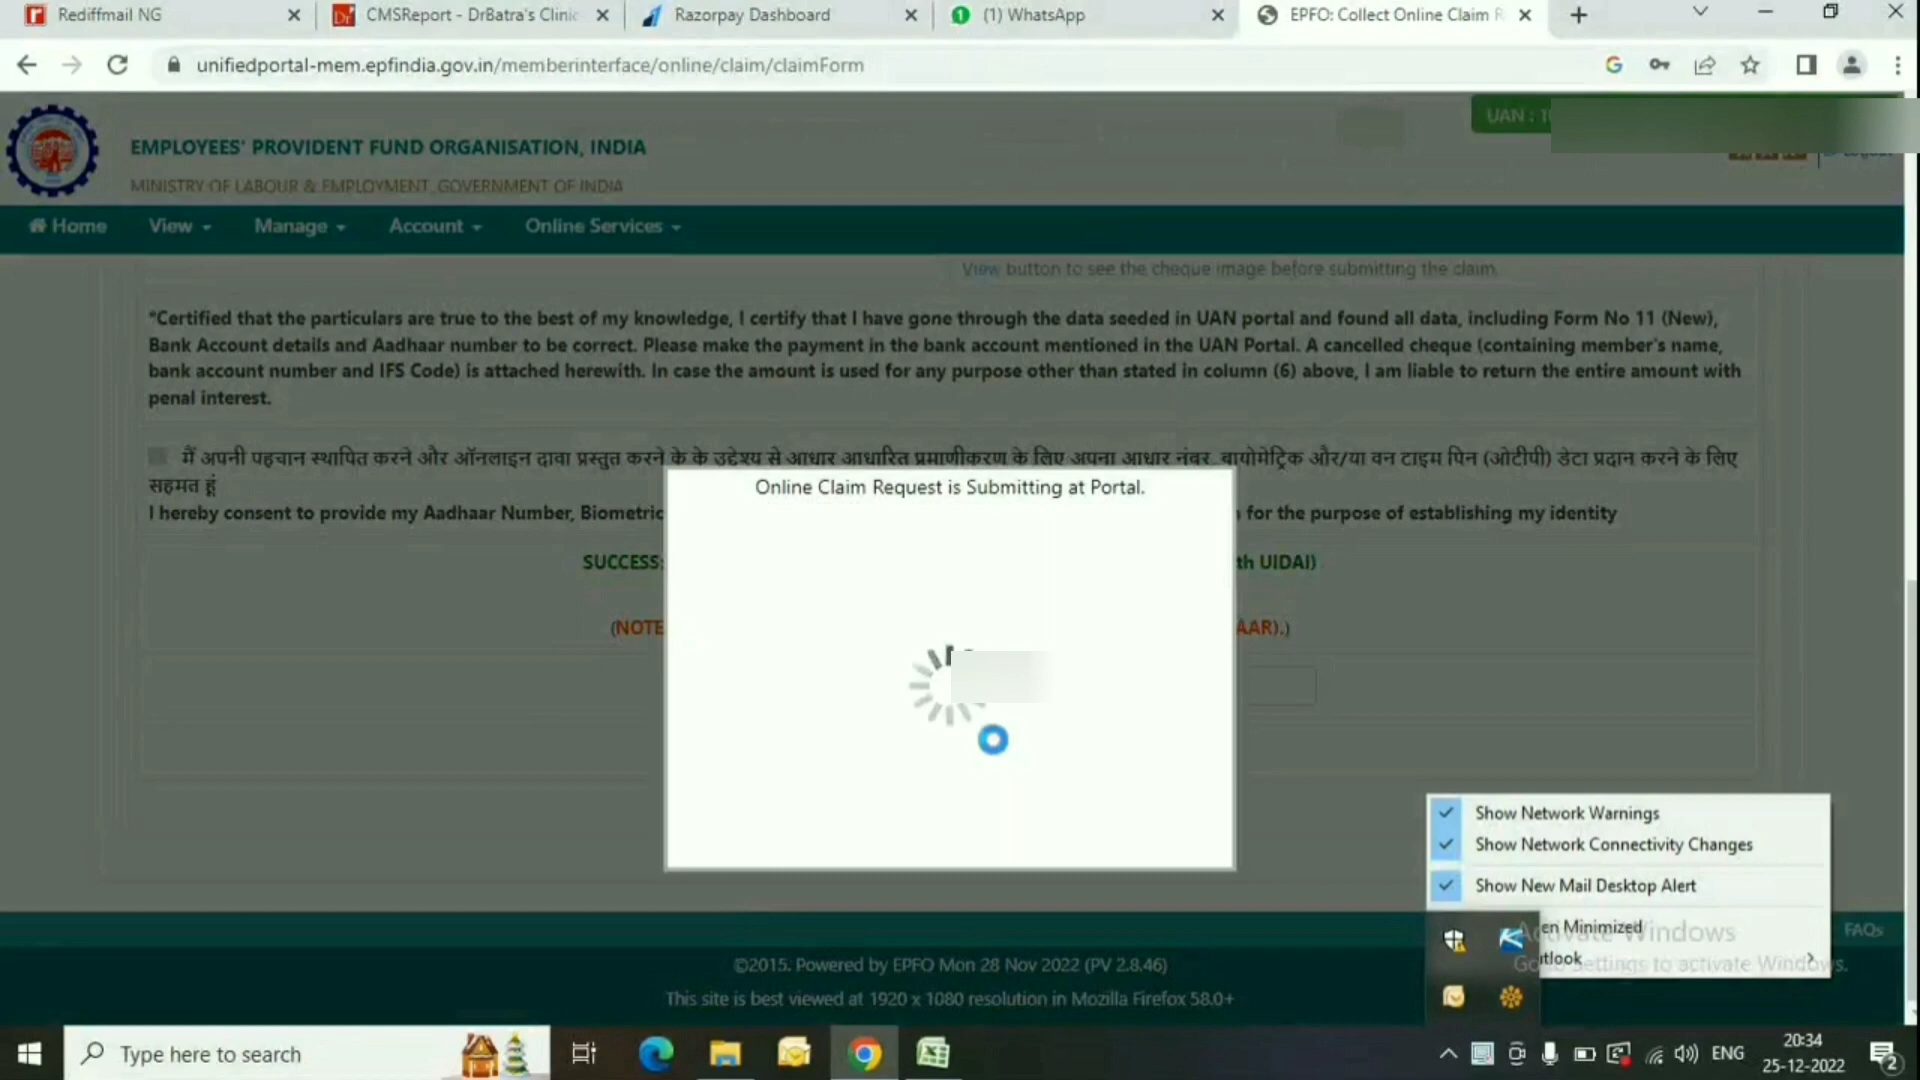 Rediffmail NG
CMSReport - DrBatra's Clinic
Razorpay Dashboard
(1) WhatsApp
EPFO: Collect Online Claim R
unifiedportal-mem.epfindia.gov.in/memberinterface/online/claim/claimForm
UAN : 1
EMPLOYEES' PROVIDENT FUND ORGANISATION, INDIA
MINISTRY OF LABOUR & EMPLOYMENT, GOVERNMENT OF INDIA
Home View Manage Account Online Services
View button to see the cheque image before submitting the claim.
*Certified that the particulars are true to the best of my knowledge, I certify that I have gone through the data seeded in UAN portal and found all data, including Form No 11 (New),
Bank Account details and Aadhaar number to be correct. Please make the payment in the bank account mentioned in the UAN Portal. A cancelled cheque (containing member's name,
bank account number and IFS Code) is attached herewith. In case the amount is used for any purpose other than stated in column (6) above, I am liable to return the entire amount with
penal interest.
मैं अपनी पहचान स्थापित करने और ऑनलाइन दावा प्रस्तुत करने के के उद्देश्य से आधार आधारित प्रमाणीकरण के लिए अपना आधार नंबर, बायोमेट्रिक और/या वन टाइम पिन (ओटीपी) डेटा प्रदान करने के लिए
सहमत हूं
I hereby consent to provide my Aadhaar Number, Biometric for the purpose of establishing my identity
Online Claim Request is Submitting at Portal.
SUCCESS: th UIDAI)
(NOTE AAR).)
Show Network Warnings
Show Network Connectivity Changes
Show New Mail Desktop Alert
en Minimized
utlook
Activate Windows
Go to Settings to activate Windows.
FAQs
©2015. Powered by EPFO Mon 28 Nov 2022 (PV 2.8.46)
This site is best viewed at 1920 x 1080 resolution in Mozilla Firefox 58.0+
Type here to search
ENG
20:34
25-12-2022
2